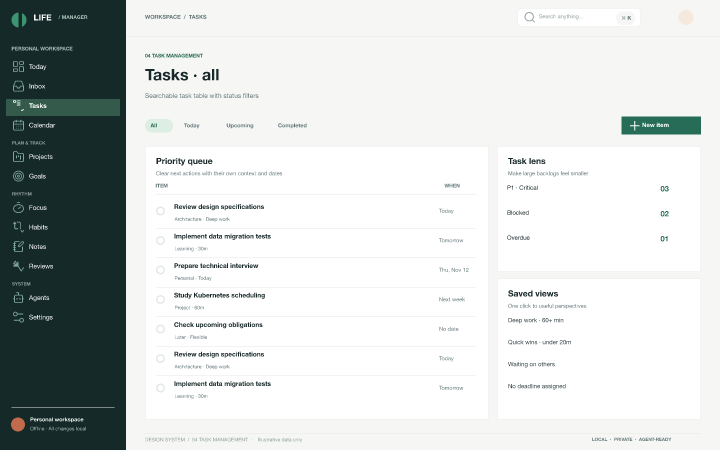 LIFE / MANAGER
PERSONAL WORKSPACE
Today
Inbox
Tasks
Calendar
PLAN & TRACK
Projects
Goals
RHYTHM
Focus
Habits
Notes
Reviews
SYSTEM
Agents
Settings
Personal workspace
Offline · All changes local
WORKSPACE / TASKS
Search anything...
⌘ K
04 TASK MANAGEMENT
Tasks · all
Searchable task table with status filters
All Today Upcoming Completed
New item
Priority queue
Clear next actions with their own context and dates
ITEM WHEN
Review design specifications
Architecture · Deep work
Today
Implement data migration tests
Learning · 30m
Tomorrow
Prepare technical interview
Personal · Today
Thu, Nov 12
Study Kubernetes scheduling
Project · 60m
Next week
Check upcoming obligations
Later · Flexible
No date
Review design specifications
Architecture · Deep work
Today
Implement data migration tests
Learning · 30m
Tomorrow
Task lens
Make large backlogs feel smaller
P1 · Critical 03
Blocked 02
Overdue 01
Saved views
One click to useful perspectives
Deep work · 60+ min
Quick wins · under 20m
Waiting on others
No deadline assigned
DESIGN SYSTEM / 04 TASK MANAGEMENT · Illustrative data only
LOCAL · PRIVATE · AGENT-READY